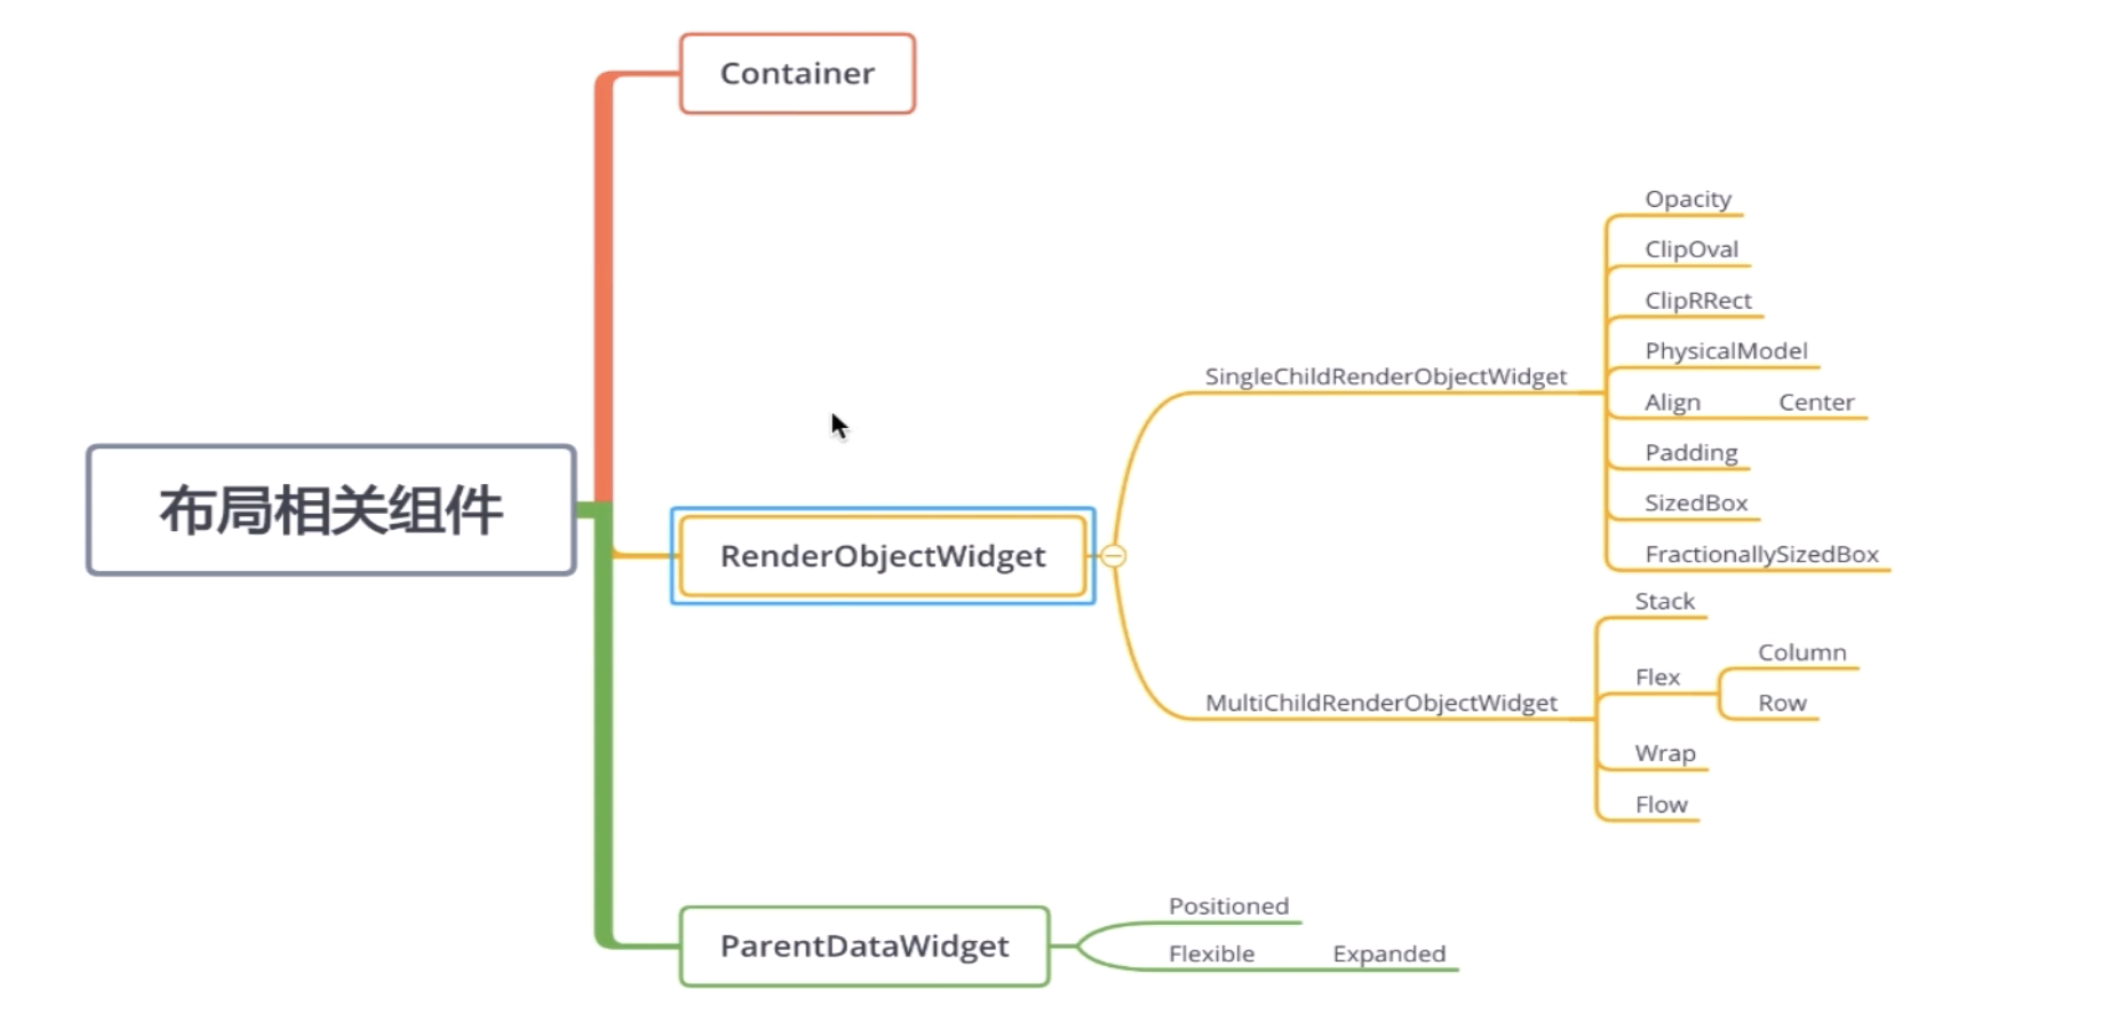 布局相关组件
Container
RenderObjectWidget
SingleChildRenderObjectWidget
Opacity
ClipOval
ClipRRect
PhysicalModel
Align
Center
Padding
SizedBox
FractionallySizedBox
MultiChildRenderObjectWidget
Stack
Flex
Column
Row
Wrap
Flow
ParentDataWidget
Positioned
Flexible
Expanded